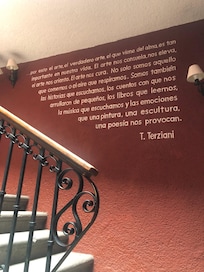 por esto el arte, el verdadero arte, el que viene del alma, es tan
importante en nuestra vida. El arte nos consuela, nos eleva,
el arte nos orienta. El arte nos cura. No solo somos aquello
que comemos o el aire que respiramos. Somos también
las historias que escuchamos, los cuentos con que nos
arrullaron de pequeños, los libros que leemos,
la música que escuchamos y las emociones
que una pintura, una escultura,
una poesía nos provocan.
T. Terziani